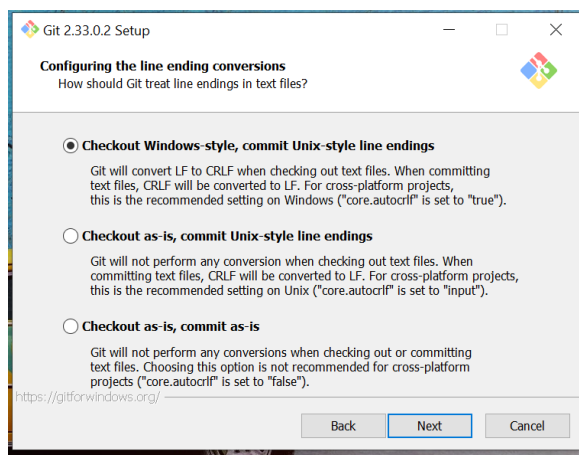 Git 2.33.0.2 Setup
Configuring the line ending conversions
How should Git treat line endings in text files?
Checkout Windows-style, commit Unix-style line endings
Git will convert LF to CRLF when checking out text files. When committing
text files, CRLF will be converted to LF. For cross-platform projects,
this is the recommended setting on Windows ("core.autocrlf" is set to "true").
Checkout as-is, commit Unix-style line endings
Git will not perform any conversion when checking out text files. When
committing text files, CRLF will be converted to LF. For cross-platform projects,
this is the recommended setting on Unix ("core.autocrlf" is set to "input").
Checkout as-is, commit as-is
Git will not perform any conversions when checking out or committing
text files. Choosing this option is not recommended for cross-platform
projects ("core.autocrlf" is set to "false").
https://gitforwindows.org/
Back Next Cancel